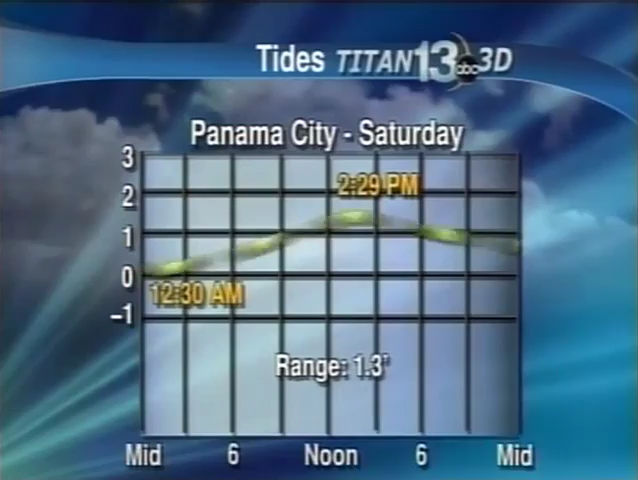 Tides TITAN 13 abc 3D
Panama City - Saturday
3
2:29 PM
2
1
0
12:30 AM
-1
Range: 1.3'
Mid 6 Noon 6 Mid